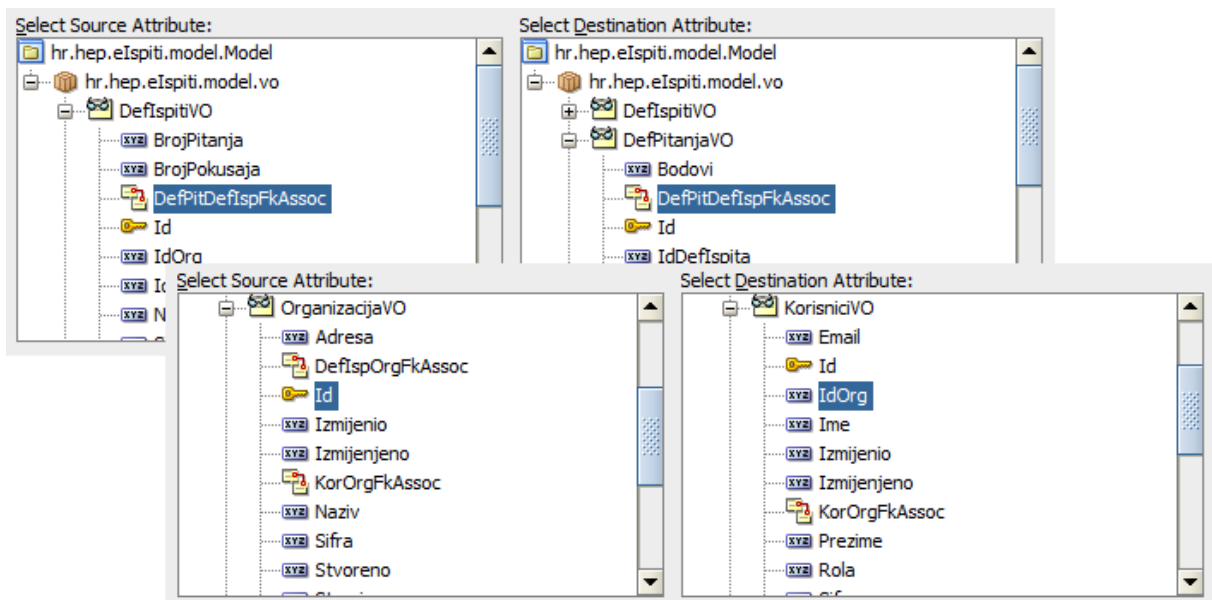 Select Source Attribute:
hr.hep.eIspiti.model.Model
hr.hep.eIspiti.model.vo
DefIspitiVO
BrojPitanja
BrojPokusaja
DefPitDefIspFkAssoc
Id
IdOrg
Select Destination Attribute:
hr.hep.eIspiti.model.Model
hr.hep.eIspiti.model.vo
DefIspitiVO
DefPitanjaVO
Bodovi
DefPitDefIspFkAssoc
Id
IdDefIspita
Select Source Attribute:
OrganizacijaVO
Adresa
DefIspOrgFkAssoc
Id
Izmijenio
Izmijenjeno
KorOrgFkAssoc
Naziv
Sifra
Stvoreno
Select Destination Attribute:
KorisniciVO
Email
Id
IdOrg
Ime
Izmijenio
Izmijenjeno
KorOrgFkAssoc
Prezime
Rola